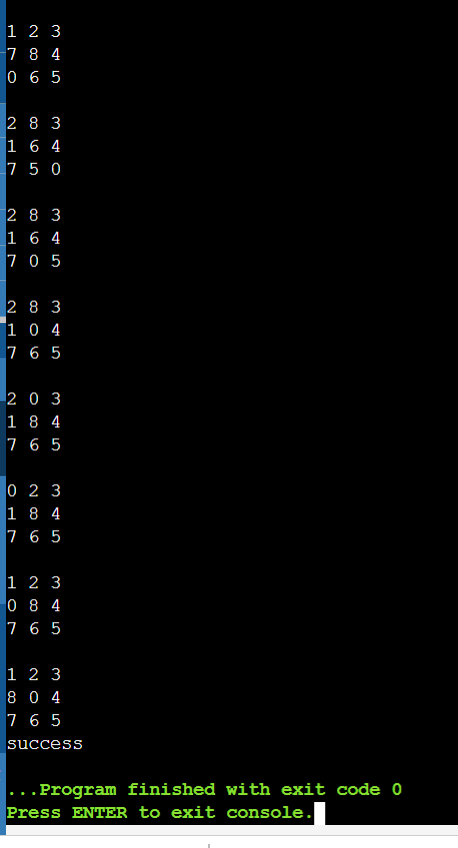 1 2 3
7 8 4
0 6 5
2 8 3
1 6 4
7 5 0
2 8 3
1 6 4
7 0 5
2 8 3
1 0 4
7 6 5
2 0 3
1 8 4
7 6 5
0 2 3
1 8 4
7 6 5
1 2 3
0 8 4
7 6 5
1 2 3
8 0 4
7 6 5
success
...Program finished with exit code 0
Press ENTER to exit console.